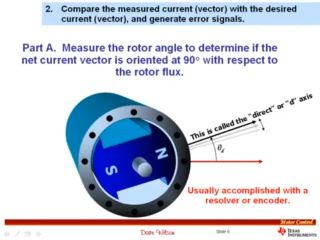 2. Compare the measured current (vector) with the desired
current (vector), and generate error signals.
Part A. Measure the rotor angle to determine if the
net current vector is oriented at 90° with respect to
the rotor flux.
This is called the "direct" or "d" axis
N
S
θd
Usually accomplished with a
resolver or encoder.
Motor Control
Dave Wilson
Slide 6
TEXAS
INSTRUMENTS